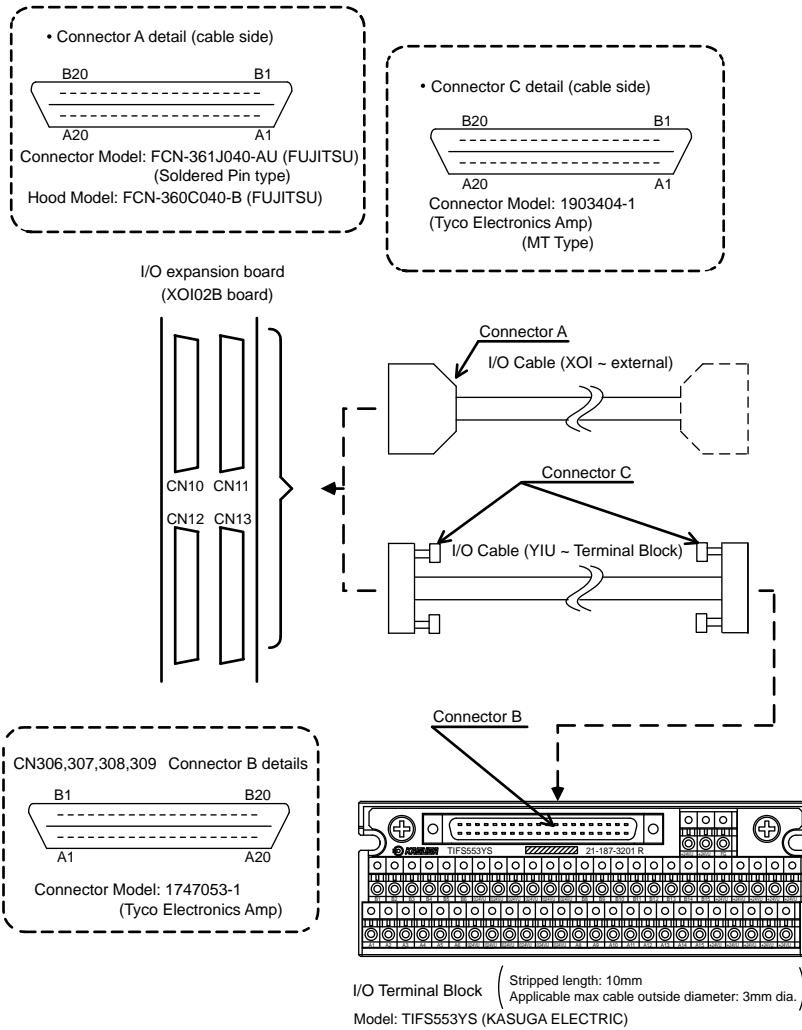 • Connector A detail (cable side)
B20 B1
A20 A1
Connector Model: FCN-361J040-AU (FUJITSU)
(Soldered Pin type)
Hood Model: FCN-360C040-B (FUJITSU)
• Connector C detail (cable side)
B20 B1
A20 A1
Connector Model: 1903404-1
(Tyco Electronics Amp)
(MT Type)
I/O expansion board
(XOI02B board)
CN10 CN11
CN12 CN13
Connector A
I/O Cable (XOI ~ external)
Connector C
I/O Cable (YIU ~ Terminal Block)
Connector B
CN306,307,308,309 Connector B details
B1 B20
A1 A20
Connector Model: 1747053-1
(Tyco Electronics Amp)
KASUGA TIFS553YS 21-187-3201 R
I/O Terminal Block
Stripped length: 10mm
Applicable max cable outside diameter: 3mm dia.
Model: TIFS553YS (KASUGA ELECTRIC)